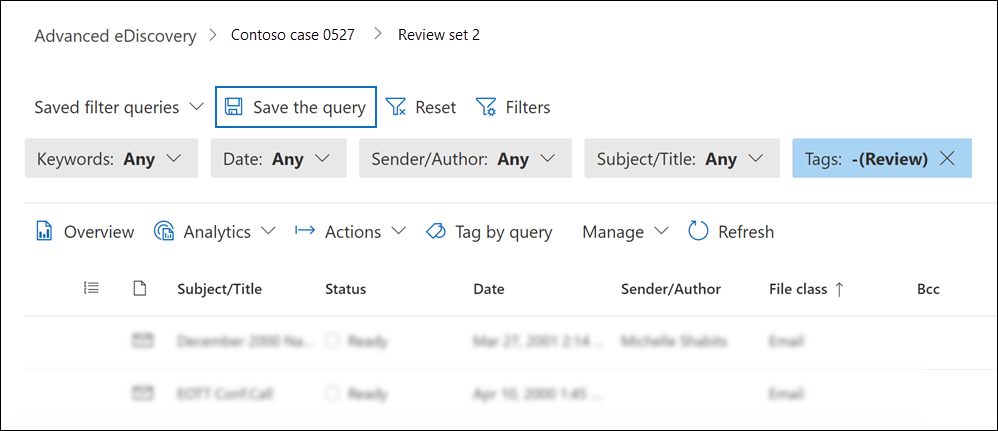 Advanced eDiscovery > Contoso case 0527 > Review set 2
Saved filter queries Save the query Reset Filters
Keywords: Any Date: Any Sender/Author: Any Subject/Title: Any Tags: -(Review)
Overview Analytics Actions Tag by query Manage Refresh
Subject/Title Status Date Sender/Author File class ↑ Bcc
December 2000 Na... Ready Mar 27, 2001 2:14 ... Michelle Email
EOTT Conf.Call Ready Apr 10, 2000 1:45 ... Email